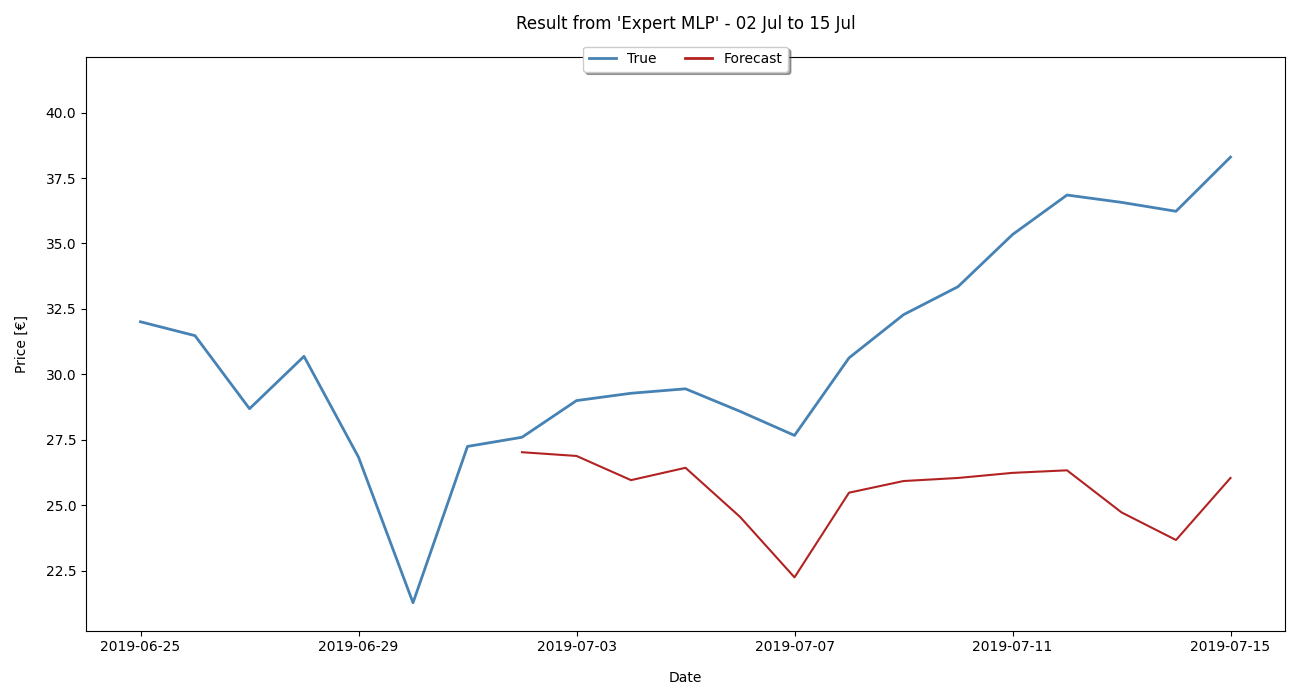 Result from 'Expert MLP' - 02 Jul to 15 Jul
True Forecast
40.0
37.5
35.0
32.5
30.0
27.5
25.0
22.5
Price [€]
2019-06-25 2019-06-29 2019-07-03 2019-07-07 2019-07-11 2019-07-15
Date